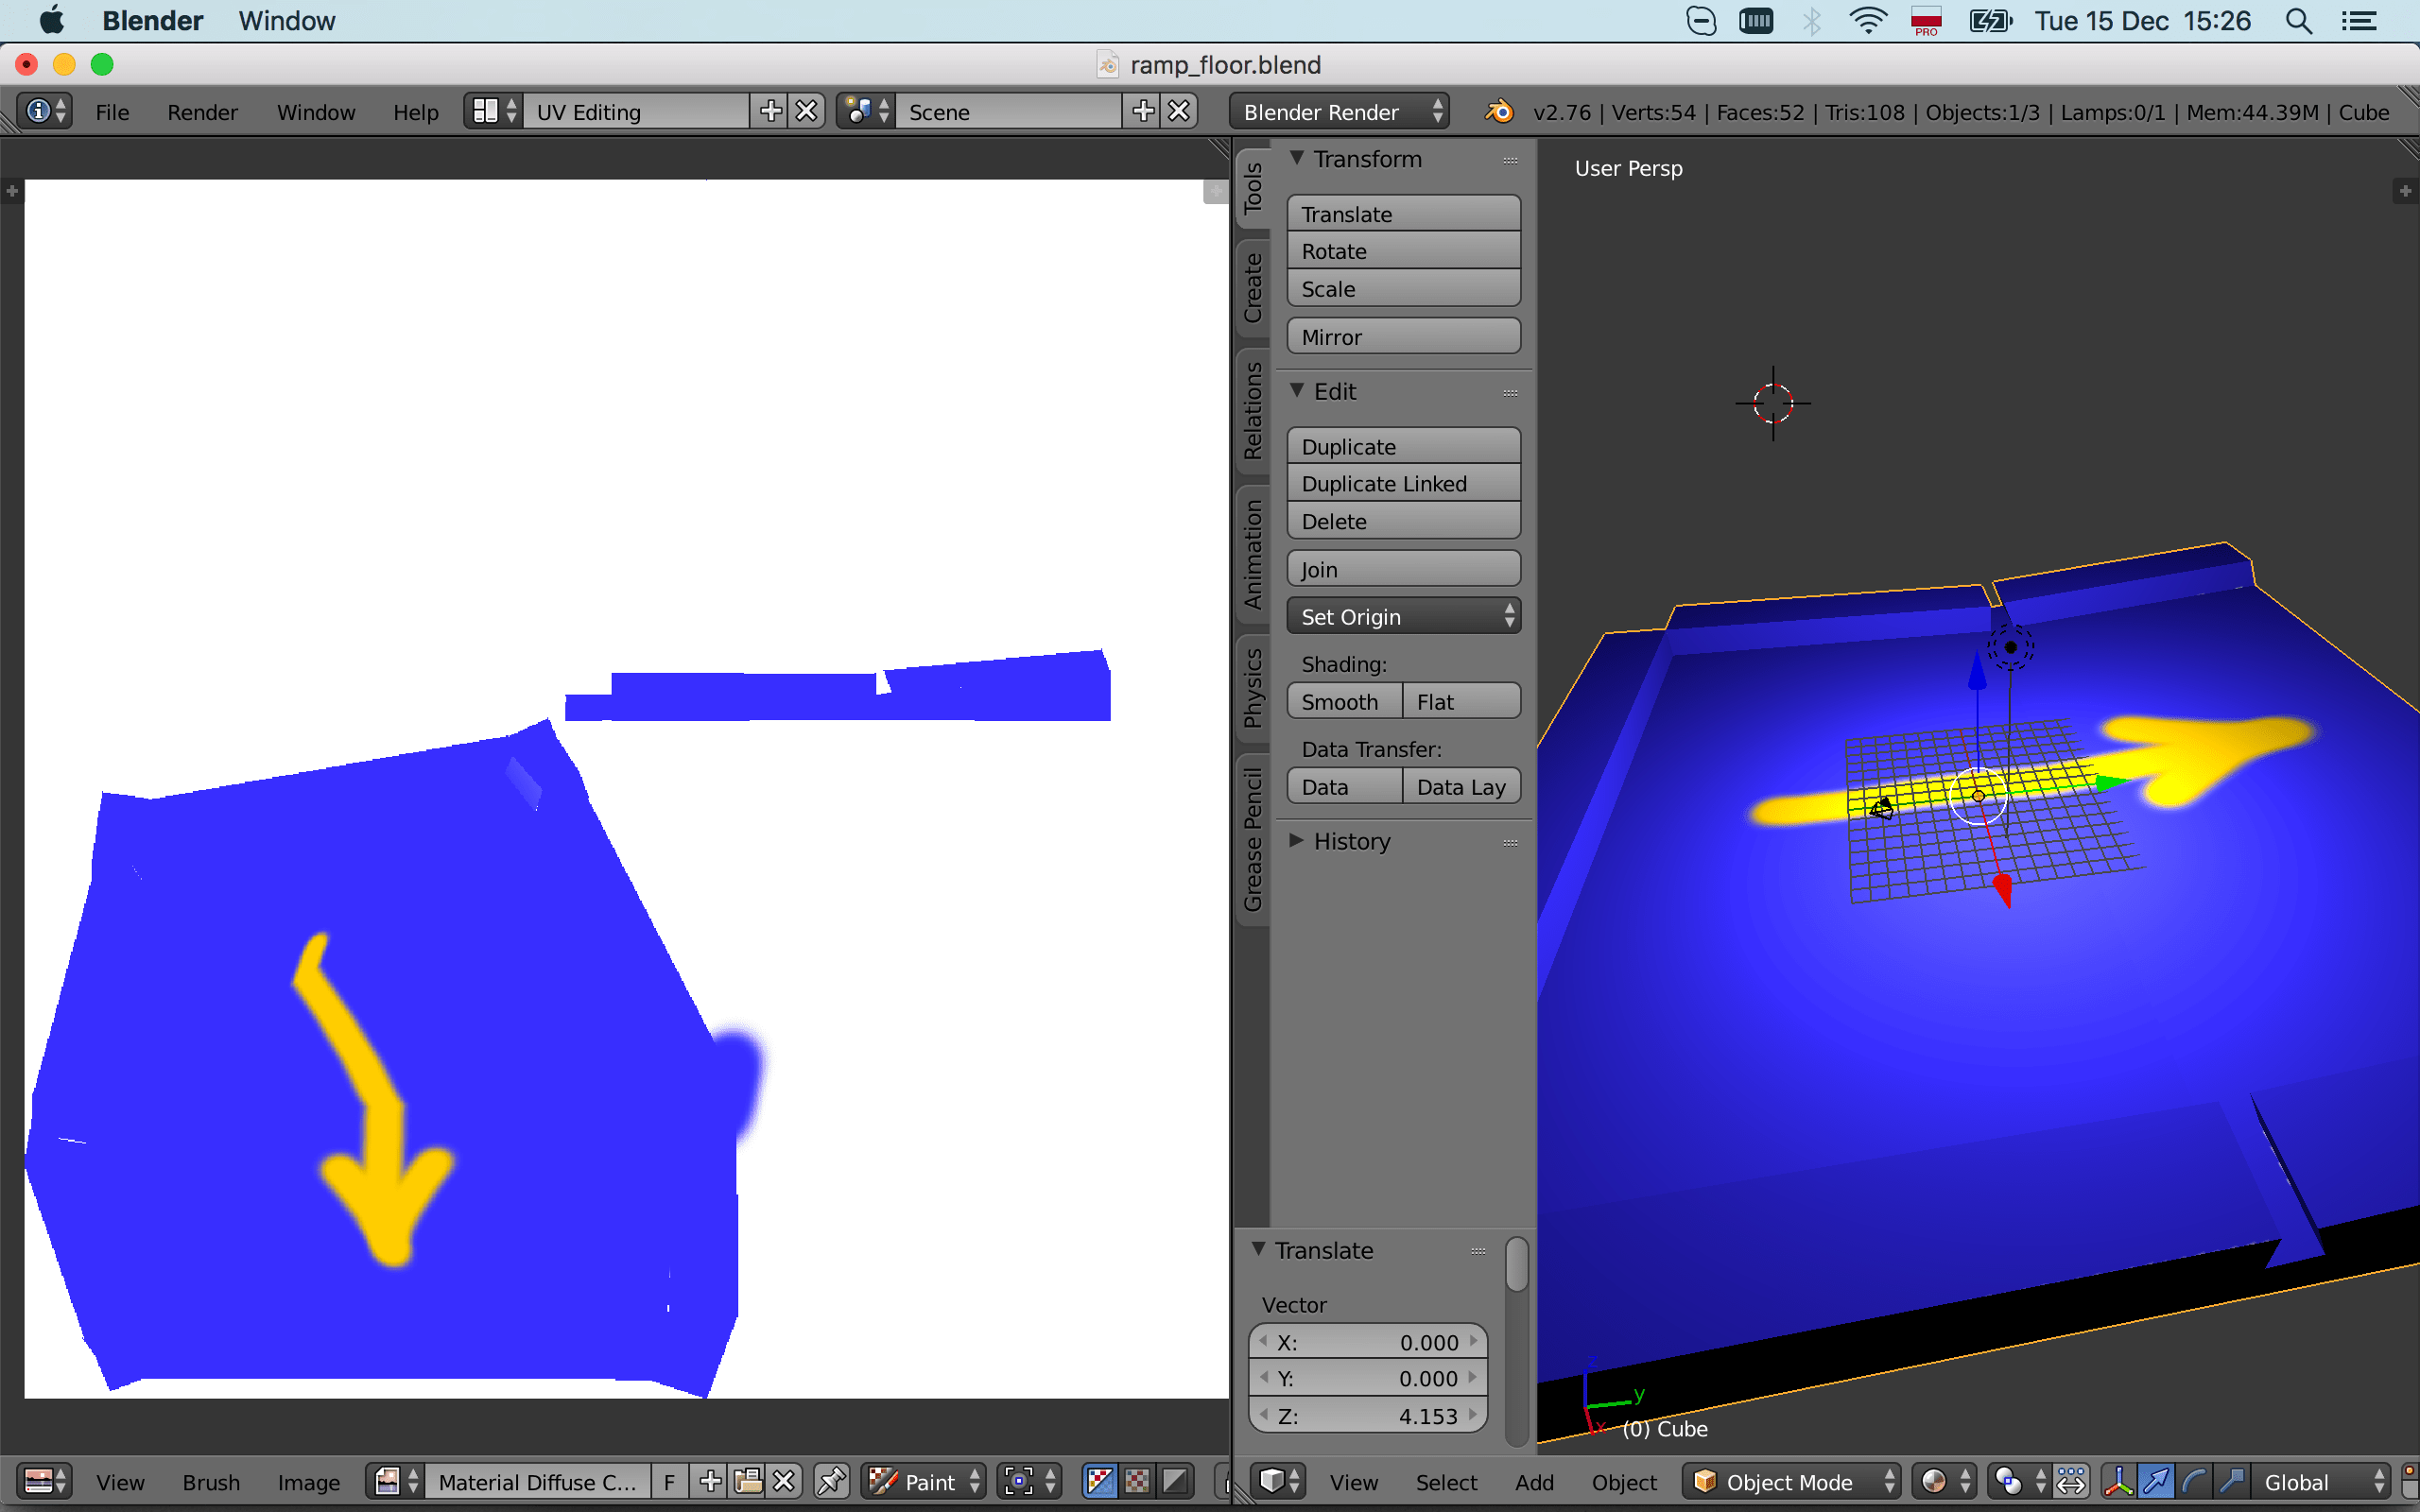 Blender Window Tue 15 Dec 15:26
PRO
ramp_floor.blend
File Render Window Help UV Editing Scene Blender Render v2.76 | Verts:54 | Faces:52 | Tris:108 | Objects:1/3 | Lamps:0/1 | Mem:44.39M | Cube
Tools
Create
Relations
Animation
Physics
Grease Pencil
Transform
Translate
Rotate
Scale
Mirror
Edit
Duplicate
Duplicate Linked
Delete
Join
Set Origin
Shading:
Smooth Flat
Data Transfer:
Data Data Lay
History
Translate
Vector
X: 0.000
Y: 0.000
Z: 4.153
User Persp
z
y
x
(0) Cube
View Brush Image Material Diffuse C... F Paint
View Select Add Object Object Mode Global